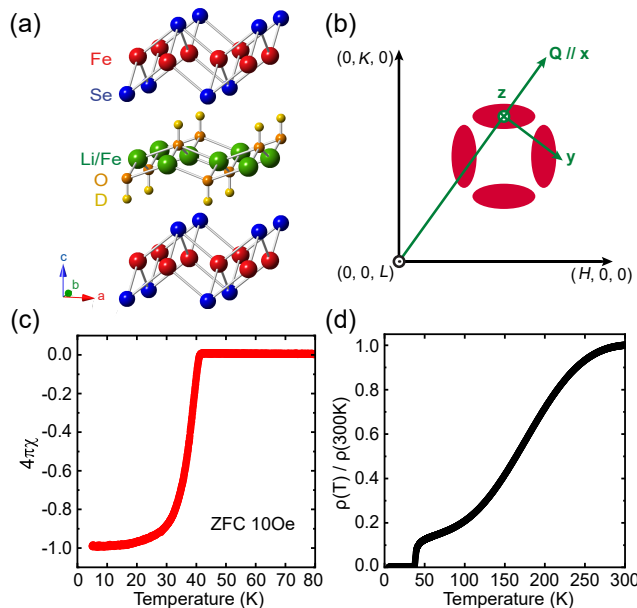 (a)
Fe
Se
Li/Fe
O
D
c
b
a
(b)
(0, K, 0)
Q // x
z
y
(0, 0, L)
(H, 0, 0)
(c)
0.0
-0.2
-0.4
-0.6
-0.8
-1.0
4πχ
ZFC 10Oe
0 10 20 30 40 50 60 70 80
Temperature (K)
(d)
1.0
0.8
0.6
0.4
0.2
0.0
ρ(T) / ρ(300K)
0 50 100 150 200 250 300
Temperature (K)